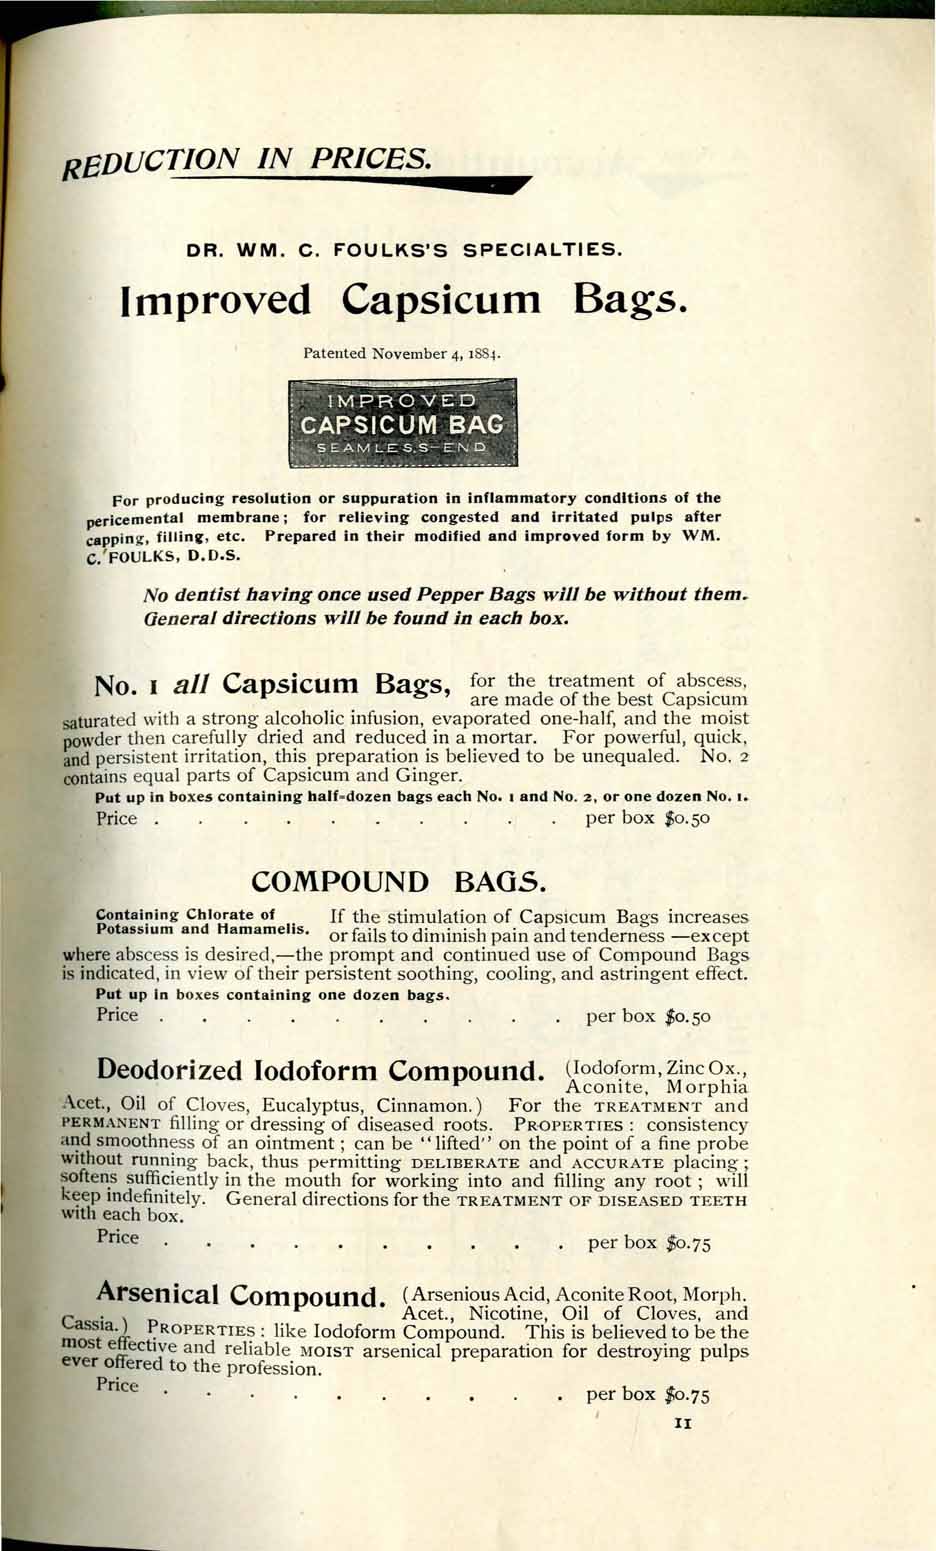 REDUCTION IN PRICES.
DR. WM. C. FOULKS'S SPECIALTIES.
Improved Capsicum Bags.
Patented November 4, 1884.
IMPROVED
CAPSICUM BAG
SEAMLESS-END
For producing resolution or suppuration in inflammatory conditions of the
pericemental membrane; for relieving congested and irritated pulps after
capping, filling, etc. Prepared in their modified and improved form by WM.
C. FOULKS, D.D.S.
No dentist having once used Pepper Bags will be without them.
General directions will be found in each box.
No. 1 all Capsicum Bags, for the treatment of abscess,
are made of the best Capsicum
saturated with a strong alcoholic infusion, evaporated one-half, and the moist
powder then carefully dried and reduced in a mortar. For powerful, quick,
and persistent irritation, this preparation is believed to be unequaled. No. 2
contains equal parts of Capsicum and Ginger.
Put up in boxes containing half-dozen bags each No. 1 and No. 2, or one dozen No. 1.
Price . . . . . . . . . . per box $0.50
COMPOUND BAGS.
Containing Chlorate of
Potassium and Hamamelis.
If the stimulation of Capsicum Bags increases
or fails to diminish pain and tenderness —except
where abscess is desired,—the prompt and continued use of Compound Bags
is indicated, in view of their persistent soothing, cooling, and astringent effect.
Put up in boxes containing one dozen bags.
Price . . . . . . . . . . per box $0.50
Deodorized Iodoform Compound. (Iodoform, Zinc Ox.,
Aconite, Morphia
Acet., Oil of Cloves, Eucalyptus, Cinnamon.) For the TREATMENT and
PERMANENT filling or dressing of diseased roots. PROPERTIES: consistency
and smoothness of an ointment; can be "lifted" on the point of a fine probe
without running back, thus permitting DELIBERATE and ACCURATE placing;
softens sufficiently in the mouth for working into and filling any root; will
keep indefinitely. General directions for the TREATMENT OF DISEASED TEETH
with each box.
Price . . . . . . . . . . per box $0.75
Arsenical Compound. (Arsenious Acid, Aconite Root, Morph.
Acet., Nicotine, Oil of Cloves, and
Cassia.) PROPERTIES: like Iodoform Compound. This is believed to be the
most effective and reliable MOIST arsenical preparation for destroying pulps
ever offered to the profession.
Price . . . . . . . . . . per box $0.75
11